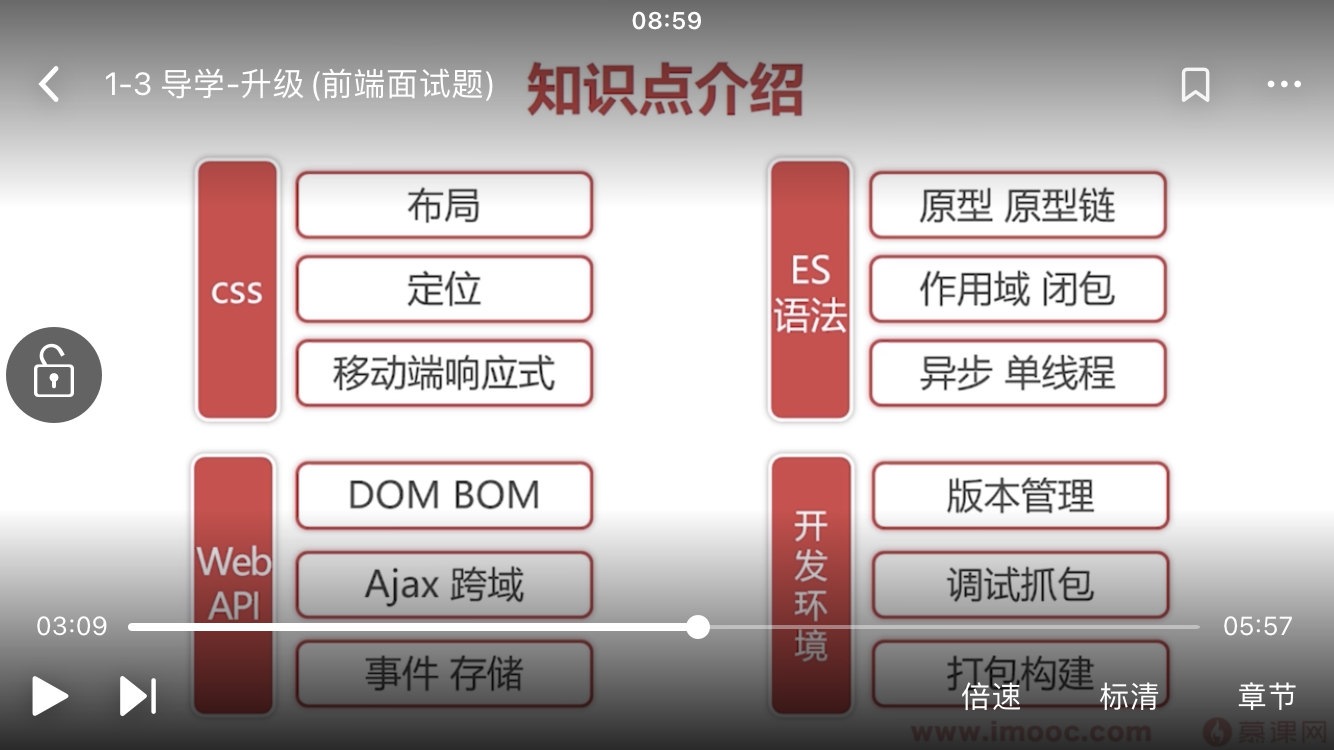 08:59
1-3 导学-升级 (前端面试题)
知识点介绍
css
布局
定位
移动端响应式
ES
语法
原型 原型链
作用域 闭包
异步 单线程
Web
API
DOM BOM
Ajax 跨域
事件 存储
开
发
环
境
版本管理
调试抓包
打包构建
03:09
05:57
倍速
标清
章节
www.imooc.com
慕课网